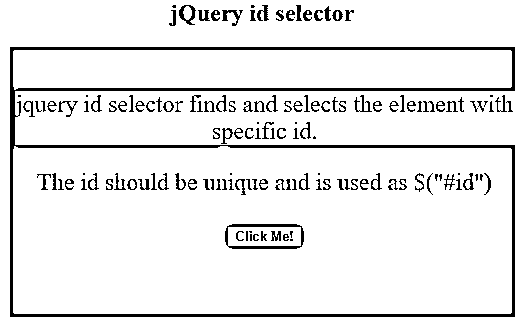 jQuery id selector
jquery id selector finds and selects the element with
specific id.
The id should be unique and is used as $("#id")
Click Me!